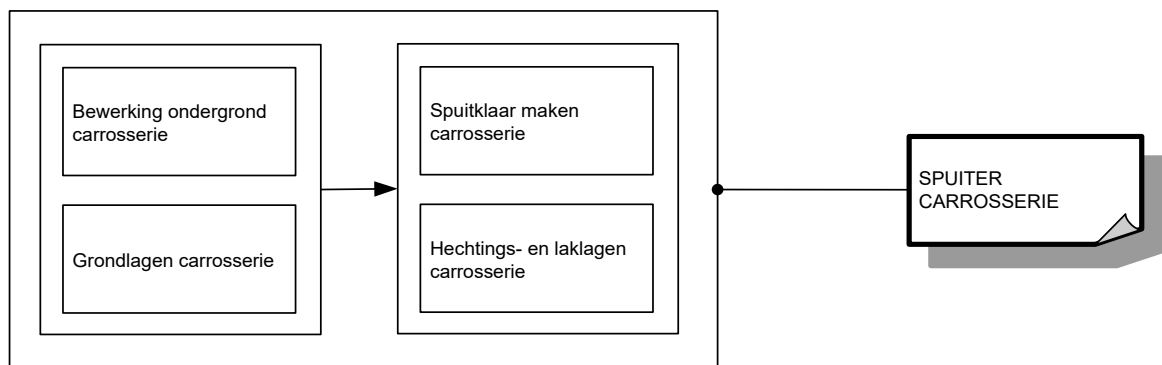 Bewerking ondergrond
carrosserie
Grondlagen carrosserie
Spuitklaar maken
carrosserie
Hechtings- en laklagen
carrosserie
SPUITER
CARROSSERIE